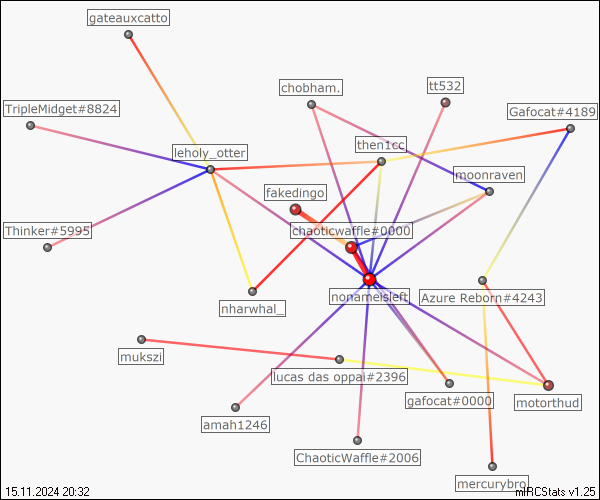 gateauxcatto
chobham.
tt532
TripleMidget#8824
Gafocat#4189
leholy_otter
then1cc
moonraven
fakedingo
Thinker#5995
chaoticwaffle#0000
nonameisleft
Azure Reborn#4243
nharwhal_
mukszi
lucas das oppai#2396
gafocat#0000
motorthud
amah1246
ChaoticWaffle#2006
mercurybro
15.11.2024 20:32
mIRCStats v1.25